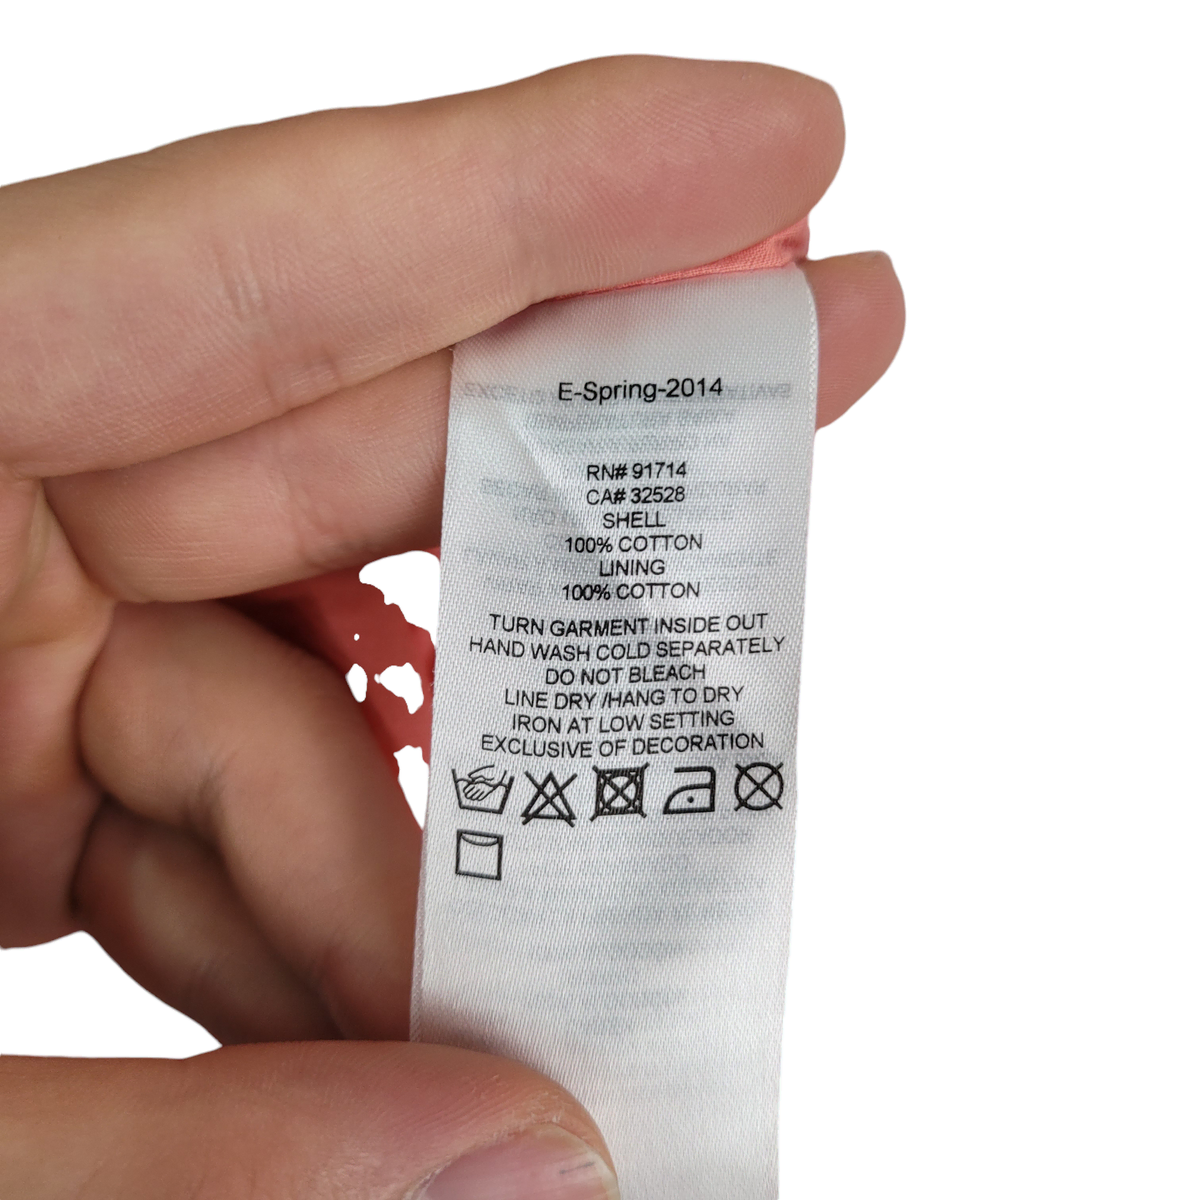 E-Spring-2014
RN# 91714
CA# 32528
SHELL
100% COTTON
LINING
100% COTTON
TURN GARMENT INSIDE OUT
HAND WASH COLD SEPARATELY
DO NOT BLEACH
LINE DRY /HANG TO DRY
IRON AT LOW SETTING
EXCLUSIVE OF DECORATION